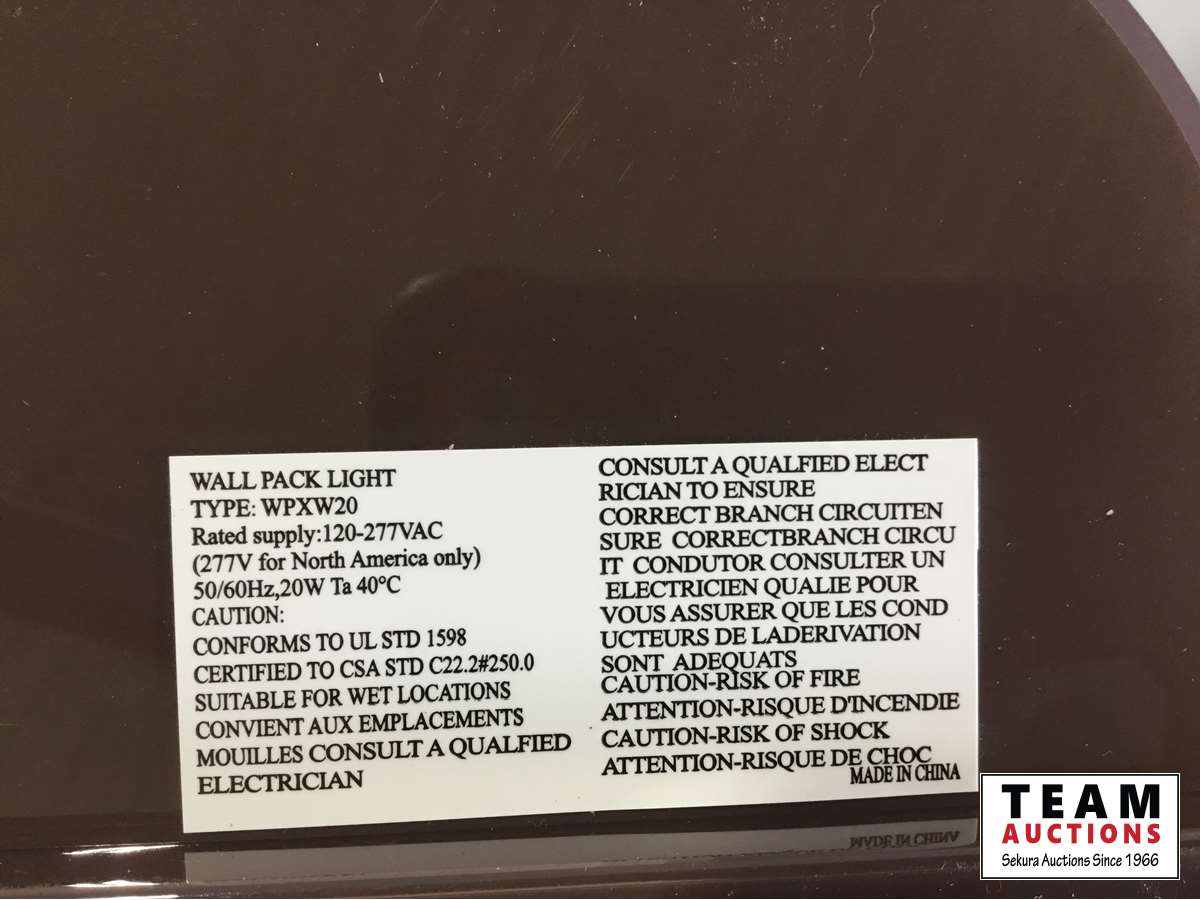 WALL PACK LIGHT
TYPE: WPXW20
Rated supply:120-277VAC
(277V for North America only)
50/60Hz,20W Ta 40°C
CAUTION:
CONFORMS TO UL STD 1598
CERTIFIED TO CSA STD C22.2#250.0
SUITABLE FOR WET LOCATIONS
CONVIENT AUX EMPLACEMENTS
MOUILLES CONSULT A QUALFIED
ELECTRICIAN
CONSULT A QUALFIED ELECT
RICIAN TO ENSURE
CORRECT BRANCH CIRCUITEN
SURE CORRECTBRANCH CIRCU
IT CONDUTOR CONSULTER UN
ELECTRICIEN QUALIE POUR
VOUS ASSURER QUE LES COND
UCTEURS DE LADERIVATION
SONT ADEQUATS
CAUTION-RISK OF FIRE
ATTENTION-RISQUE D'INCENDIE
CAUTION-RISK OF SHOCK
ATTENTION-RISQUE DE CHOC
MADE IN CHINA
TEAM
AUCTIONS
Sekura Auctions Since 1966